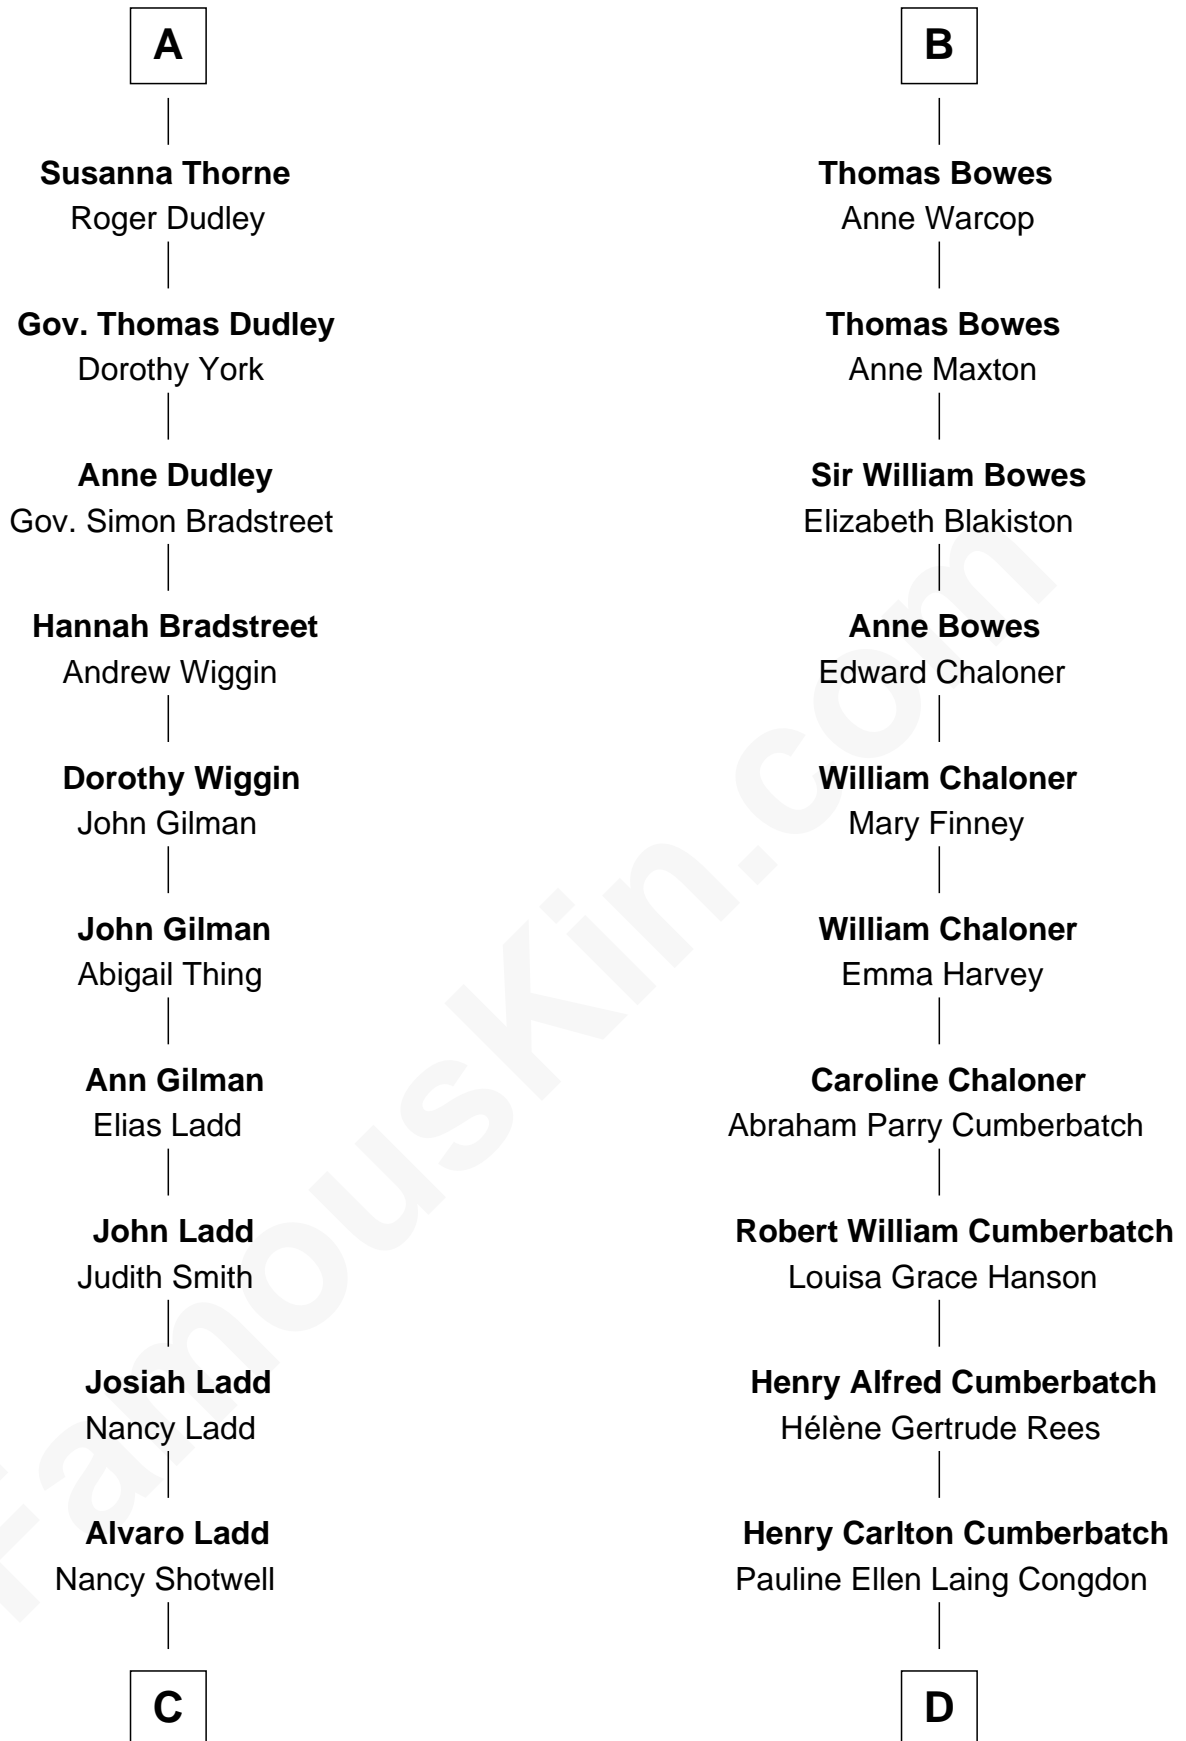 A
Susanna Thorne
Roger Dudley
Gov. Thomas Dudley
Dorothy York
Anne Dudley
Gov. Simon Bradstreet
Hannah Bradstreet
Andrew Wiggin
Dorothy Wiggin
John Gilman
John Gilman
Abigail Thing
Ann Gilman
Elias Ladd
John Ladd
Judith Smith
Josiah Ladd
Nancy Ladd
Alvaro Ladd
Nancy Shotwell
C
B
Thomas Bowes
Anne Warcop
Thomas Bowes
Anne Maxton
Sir William Bowes
Elizabeth Blakiston
Anne Bowes
Edward Chaloner
William Chaloner
Mary Finney
William Chaloner
Emma Harvey
Caroline Chaloner
Abraham Parry Cumberbatch
Robert William Cumberbatch
Louisa Grace Hanson
Henry Alfred Cumberbatch
Hélène Gertrude Rees
Henry Carlton Cumberbatch
Pauline Ellen Laing Congdon
D
FamousKin.com